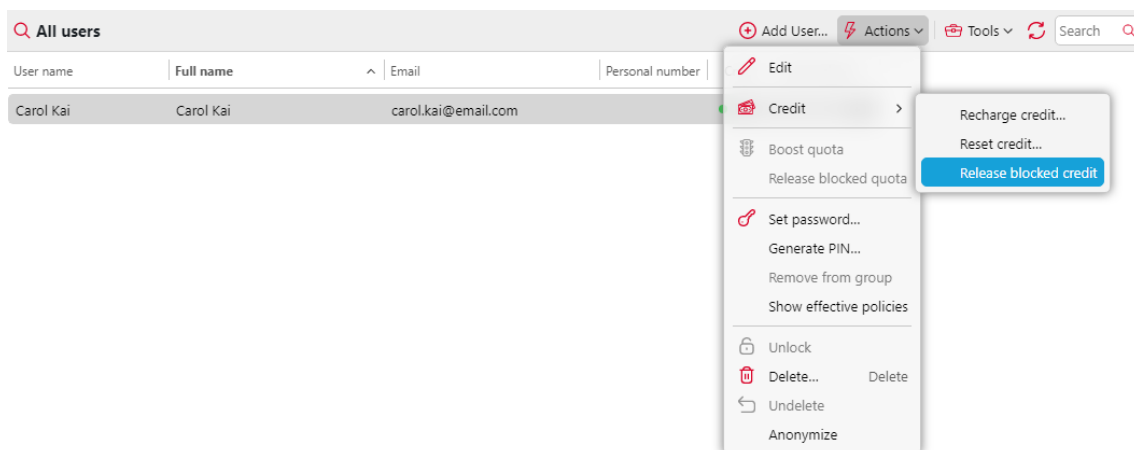 All users
Add User...
Actions
Tools
Search
User name
Full name
Email
Personal number
Carol Kai
Carol Kai
carol.kai@email.com
Edit
Credit
Boost quota
Release blocked quota
Set password...
Generate PIN...
Remove from group
Show effective policies
Unlock
Delete... Delete
Undelete
Anonymize
Recharge credit...
Reset credit...
Release blocked credit